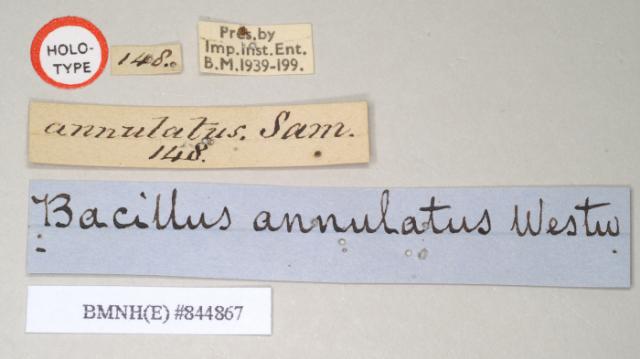 HOLO-
TYPE
148.
Pres. by
Imp. Inst. Ent.
B.M.1939-199.
annulatus. Sam.
148.
Bacillus annulatus Westw
BMNH(E) #844867